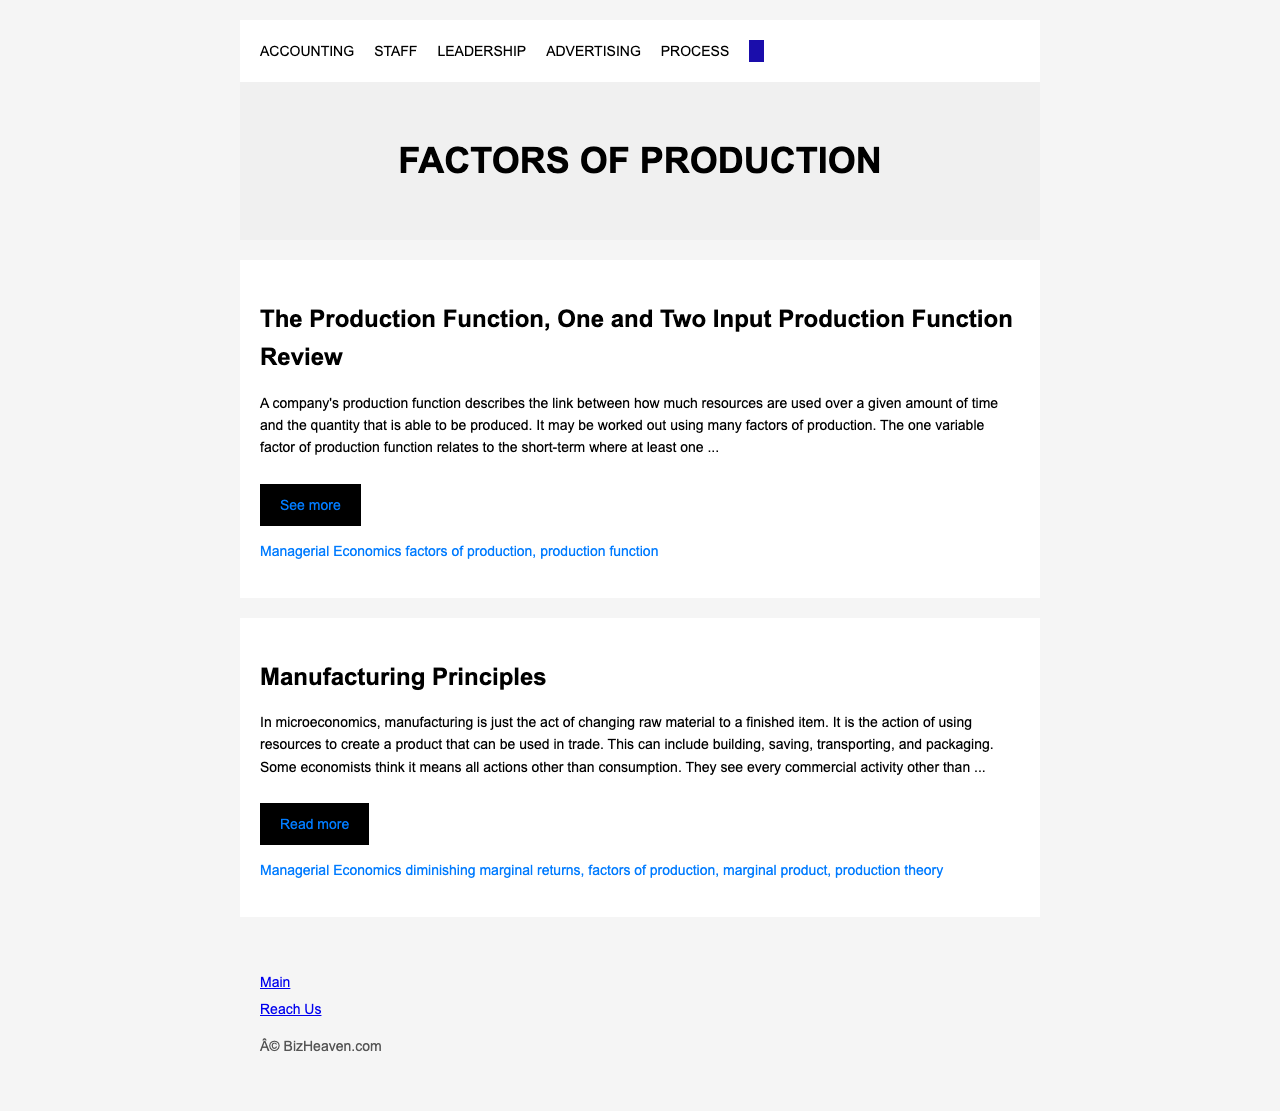 ACCOUNTING STAFF LEADERSHIP ADVERTISING PROCESS
FACTORS OF PRODUCTION
The Production Function, One and Two Input Production Function
Review
A company's production function describes the link between how much resources are used over a given amount of time
and the quantity that is able to be produced. It may be worked out using many factors of production. The one variable
factor of production function relates to the short-term where at least one ...
See more
Managerial Economics factors of production, production function
Manufacturing Principles
In microeconomics, manufacturing is just the act of changing raw material to a finished item. It is the action of using
resources to create a product that can be used in trade. This can include building, saving, transporting, and packaging.
Some economists think it means all actions other than consumption. They see every commercial activity other than ...
Read more
Managerial Economics diminishing marginal returns, factors of production, marginal product, production theory
Main
Reach Us
Â© BizHeaven.com